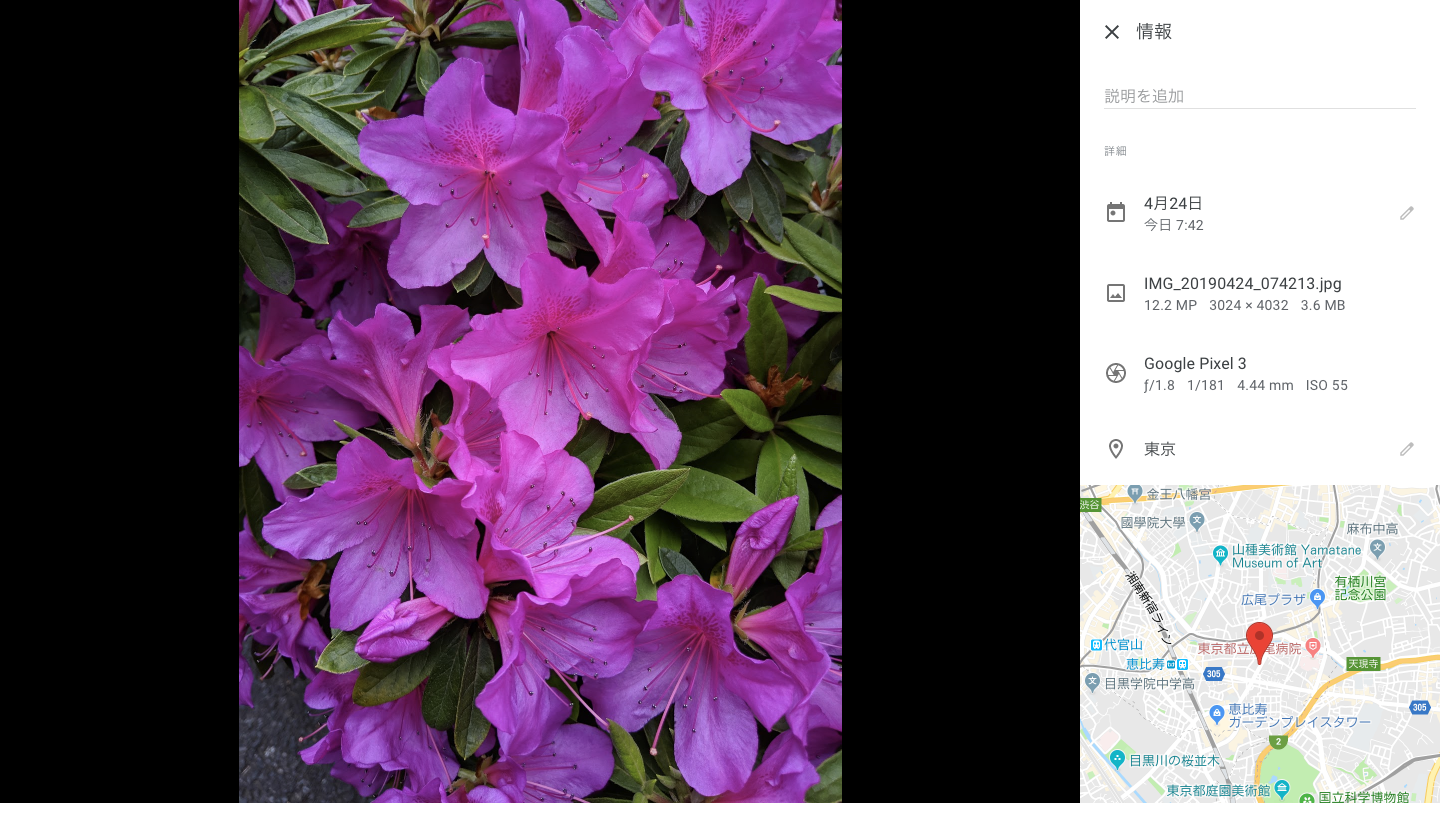 情報
説明を追加
詳細
4月24日
今日 7:42
IMG_20190424_074213.jpg
12.2 MP 3024 × 4032 3.6 MB
Google Pixel 3
ƒ/1.8 1/181 4.44 mm ISO 55
東京
金王八幡宮
渋谷
國學院大學
麻布中高
山種美術館 Yamatane
Museum of Art
湘南新宿ライン
有栖川宮
記念公園
広尾プラザ
代官山
東京都立
尾病院
恵比寿
天現寺
305
目黒学院中学高
305
恵比寿
ガーデンプレイスタワー
2
目黒川の桜並木
東京都庭園美術館
国立科学博物館